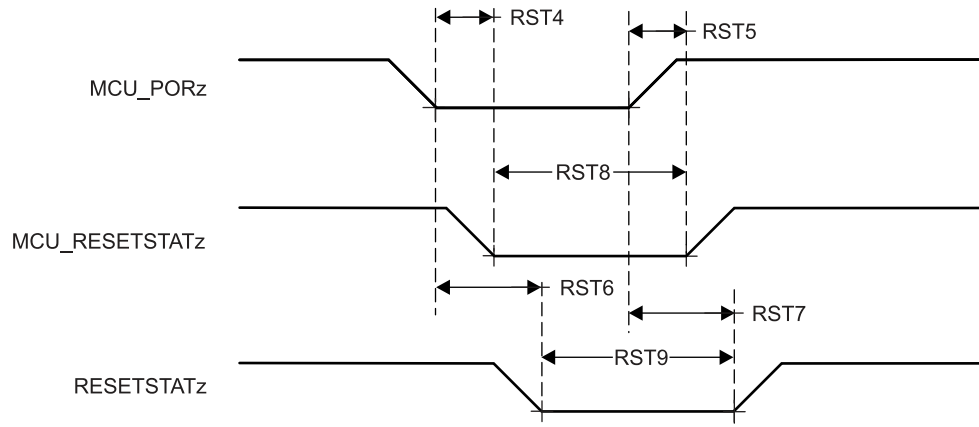 RST4
RST5
MCU_PORz
RST8
MCU_RESETSTATz
RST6
RST7
RST9
RESETSTATz